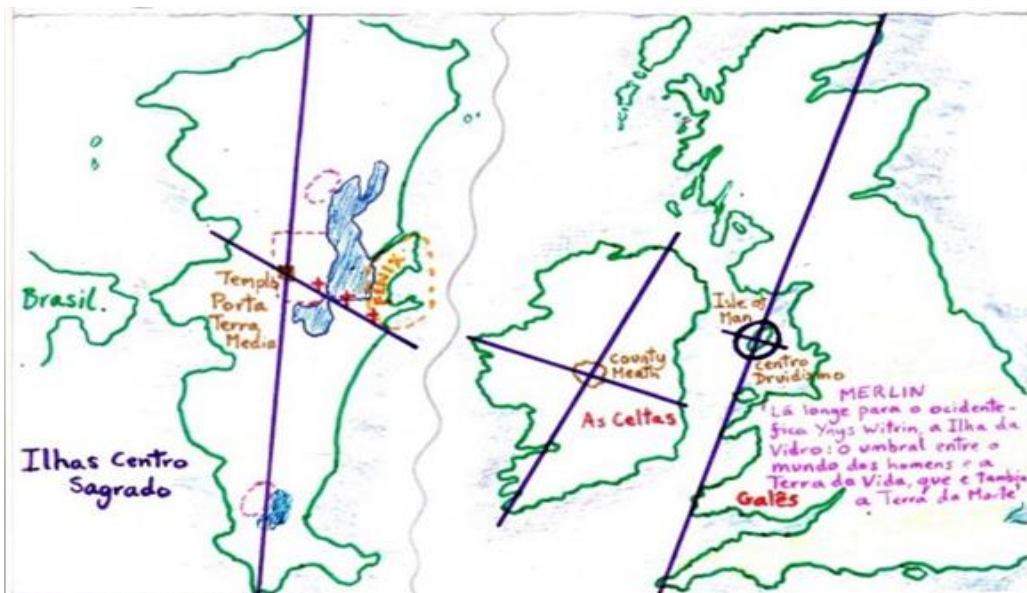 Brasil.
Templo
Porta
Terra
Media
FENIX
Ilhas Centro
Sagrado
County
Meath
As Celtas
Isle of
Man
centro
Druidismo
MERLIN
"Lá longe para o ocidente
fica Ynys Witrin, a Ilha da
Vidro: o umbral entre o
mundo dos homens e a
Terra da Vida, que e tambien
a Terra da Morte"
Galês